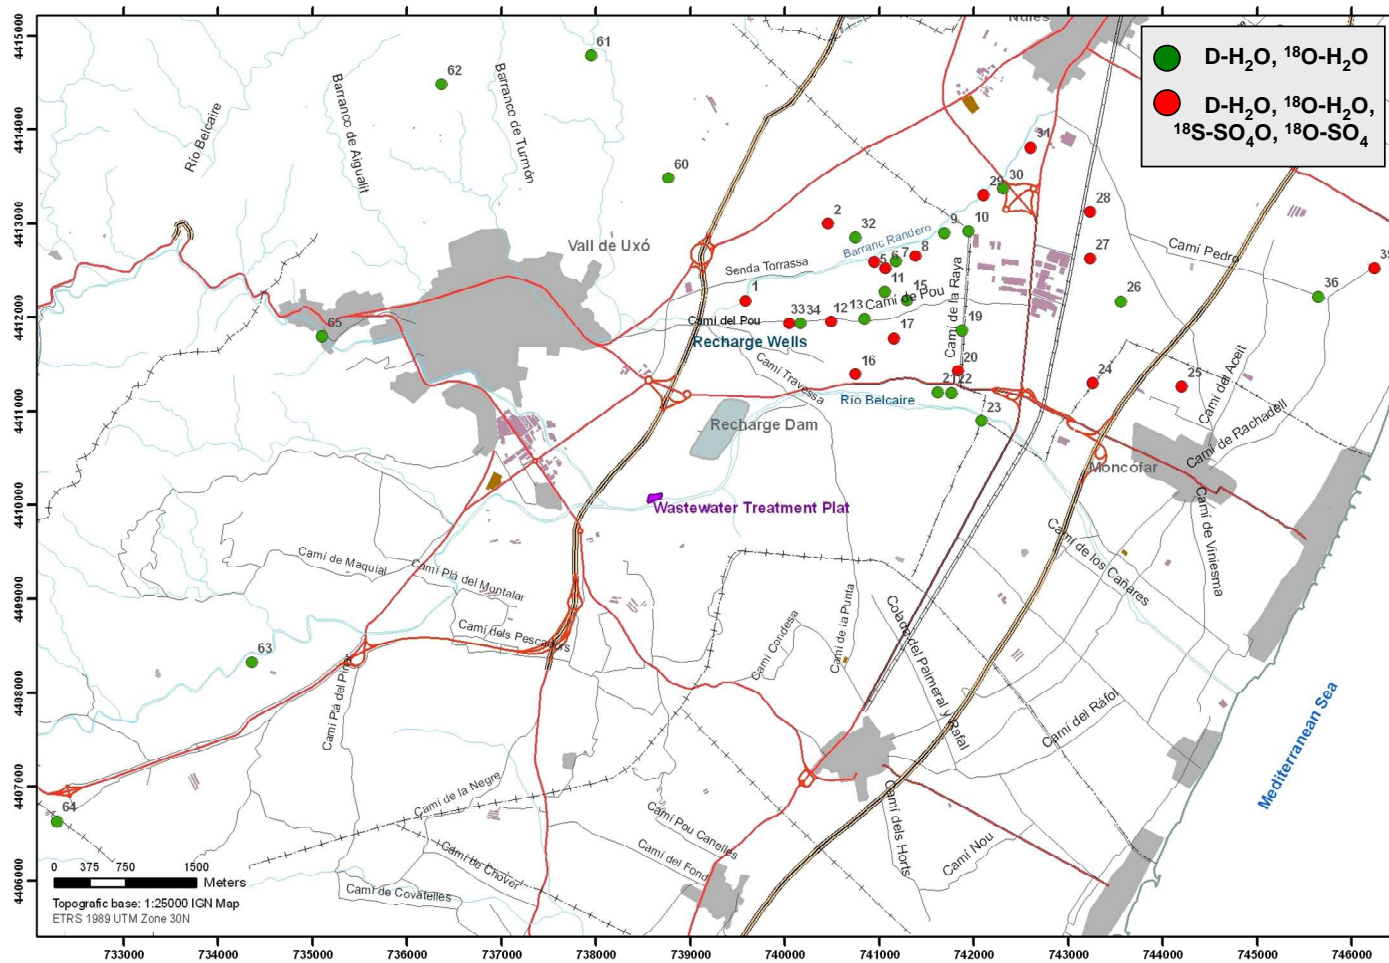 4415000
4414000
4413000
4412000
4411000
4410000
4409000
4408000
4407000
4406000
D-H2O, 18O-H2O
D-H2O, 18O-H2O,
18S-SO4O, 18O-SO4
Nules
61
62
60
Río Belcaire
Barranco de Aigualit
Barranco de Turmón
31
30
29
28
27
2
32
9
10
Barranc Randero
5
6
7
8
11
15
Camí de Pou
Camí de la Raya
Camí Pedro
35
36
26
Vall de Uxó
Senda Torrassa
1
33
34
12
13
17
19
Camí del Pou
Recharge Wells
65
Camí Travessa
16
20
21
22
23
24
25
Río Belcaire
Camí del Aceit
Camí de Rachadell
Recharge Dam
Moncófar
Wastewater Treatment Plat
Camí de Viniesma
Camí de los Cañares
Camí de Maquial
Camí Plá del Montalar
Camí dels Pescadors
Camí Plá del Pinar
63
Camí Condesa
Camí de la Punta
Colada del Palmeral y Rafal
Camí del Ráfol
Mediterranean Sea
64
Camí de la Negre
Camí de Chover
Camí de Covatelles
Camí Pou Canelles
Camí del Fond
Camí dels Horts
Camí Nou
0 375 750 1500
Meters
Topografic base: 1:25000 IGN Map
ETRS 1989 UTM Zone 30N
733000 734000 735000 736000 737000 738000 739000 740000 741000 742000 743000 744000 745000 746000